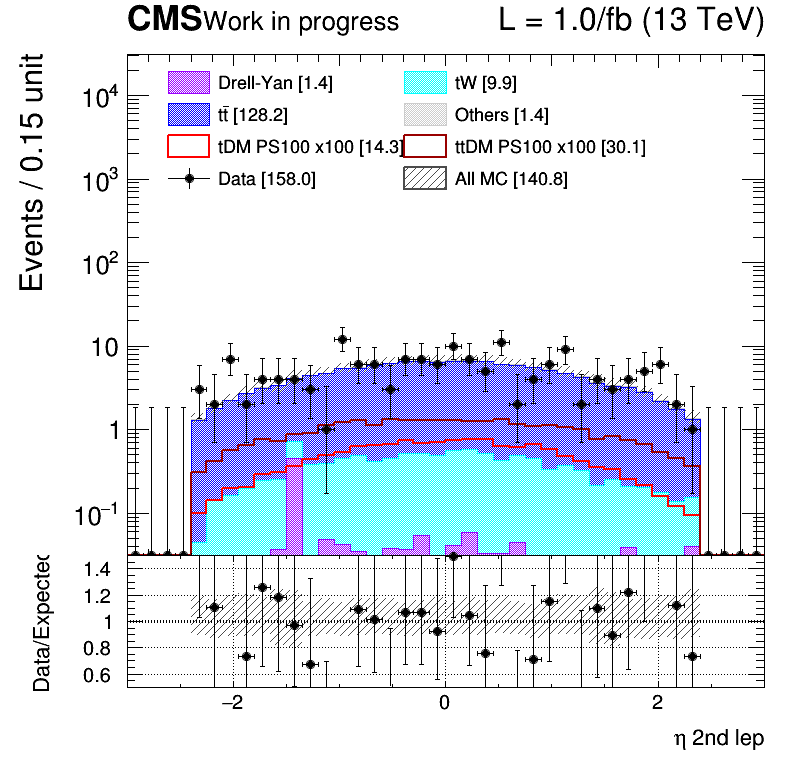 CMS Work in progress L = 1.0/fb (13 TeV)
Drell-Yan [1.4] tW [9.9]
tt̄ [128.2] Others [1.4]
tDM PS100 x100 [14.3] ttDM PS100 x100 [30.1]
Data [158.0] All MC [140.8]
Events / 0.15 unit
10⁴
10³
10²
10
1
10⁻¹
Data/Expected
1.4
1.2
1
0.8
0.6
−2 0 2
η 2nd lep